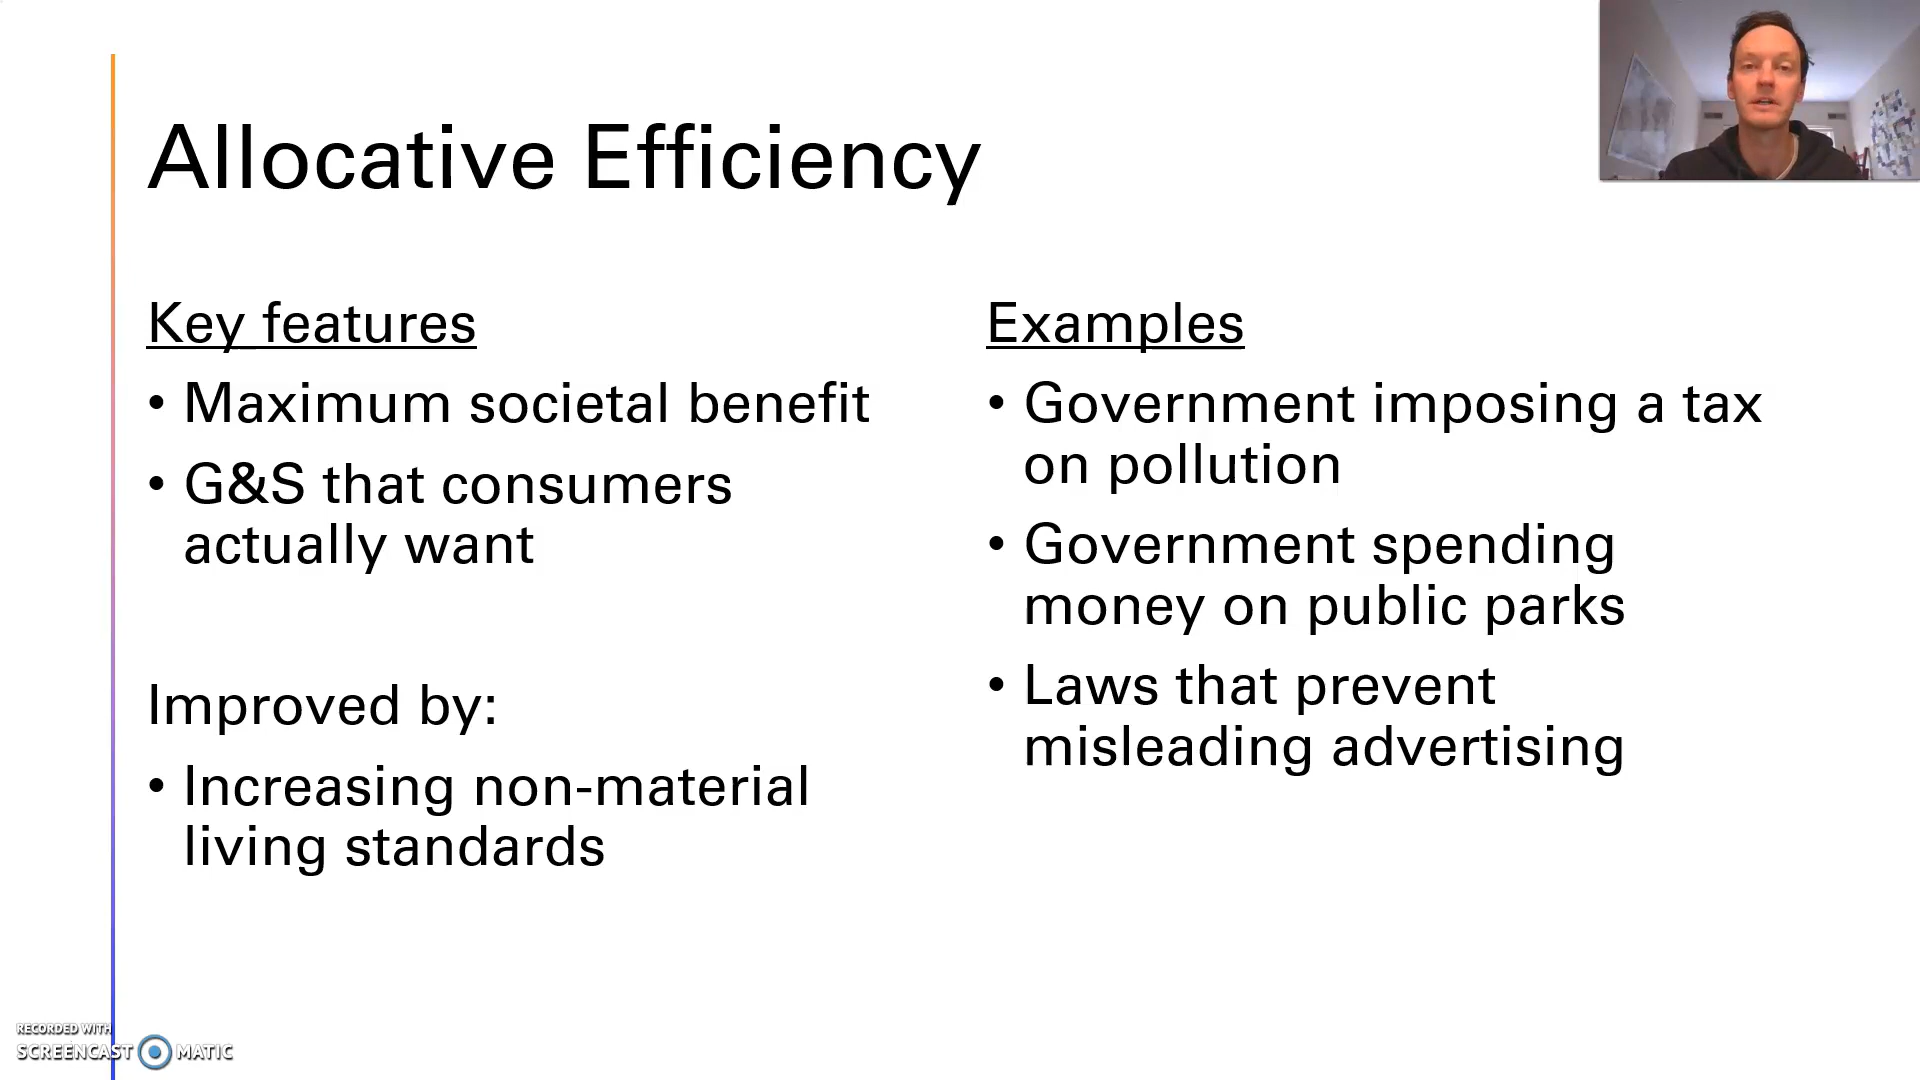 Allocative Efficiency
Key features
• Maximum societal benefit
• G&S that consumers
actually want
Improved by:
• Increasing non-material
living standards
Examples
• Government imposing a tax
on pollution
• Government spending
money on public parks
• Laws that prevent
misleading advertising
RECORDED WITH
SCREENCAST MATIC